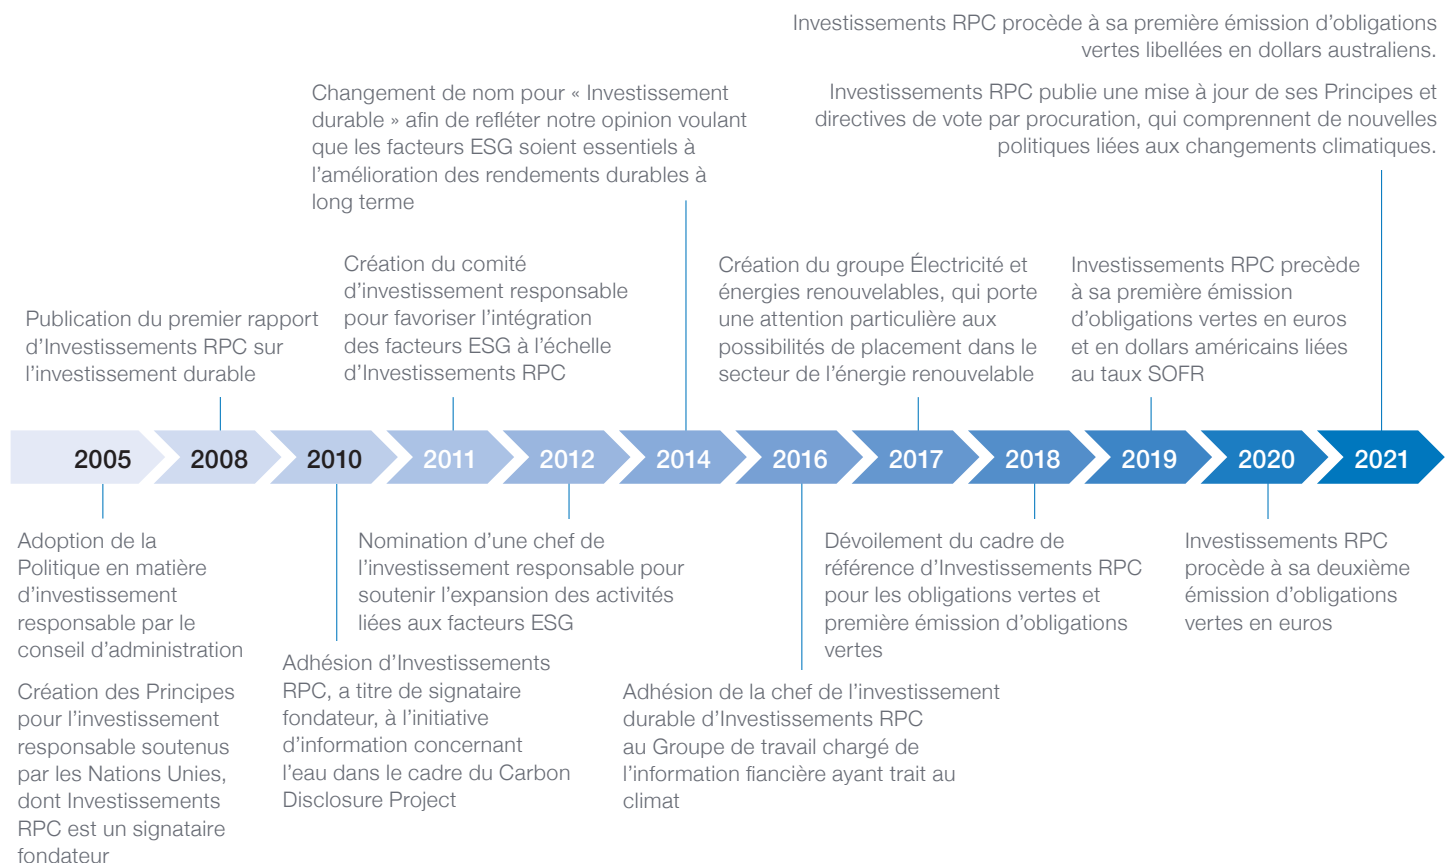 Investissements RPC procède à sa première émission d’obligations
vertes libellées en dollars australiens.
Investissements RPC publie une mise à jour de ses Principes et
directives de vote par procuration, qui comprennent de nouvelles
politiques liées aux changements climatiques.
Changement de nom pour « Investissement
durable » afin de refléter notre opinion voulant
que les facteurs ESG soient essentiels à
l’amélioration des rendements durables à
long terme
Publication du premier rapport
d’Investissements RPC sur
l’investissement durable
Création du comité
d’investissement responsable
pour favoriser l’intégration
des facteurs ESG à l’échelle
d’Investissements RPC
Création du groupe Électricité et
énergies renouvelables, qui porte
une attention particulière aux
possibilités de placement dans le
secteur de l’énergie renouvelable
Investissements RPC precède
à sa première émission
d’obligations vertes en euros
et en dollars américains liées
au taux SOFR
2005 2008 2010 2011 2012 2014 2016 2017 2018 2019 2020 2021
Adoption de la
Politique en matière
d’investissement
responsable par le
conseil d’administration
Création des Principes
pour l’investissement
responsable soutenus
par les Nations Unies,
dont Investissements
RPC est un signataire
fondateur
Adhésion d’Investissements
RPC, a titre de signataire
fondateur, à l’initiative
d’information concernant
l’eau dans le cadre du Carbon
Disclosure Project
Nomination d’une chef de
l’investissement responsable pour
soutenir l’expansion des activités
liées aux facteurs ESG
Adhésion de la chef de l’investissement
durable d’Investissements RPC
au Groupe de travail chargé de
l’information fiancière ayant trait au
climat
Dévoilement du cadre de
référence d’Investissements RPC
pour les obligations vertes et
première émission d’obligations
vertes
Investissements RPC
procède à sa deuxième
émission d’obligations
vertes en euros